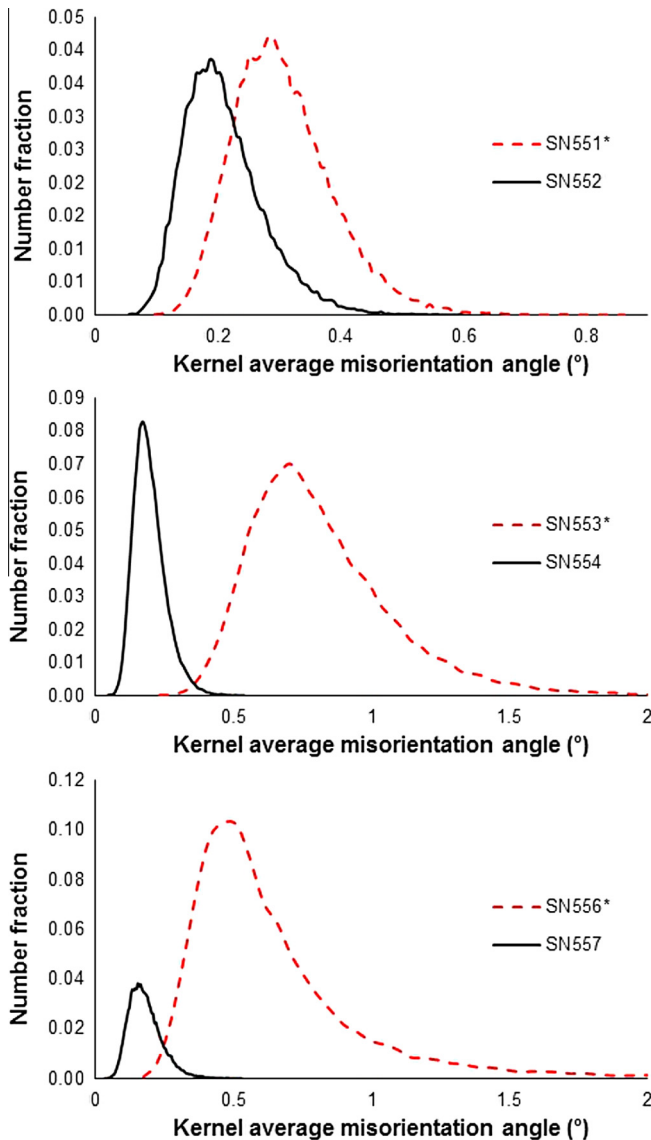 0.05
0.04
0.04
0.03
0.03
0.02
0.02
0.01
0.01
0.00
Number fraction
SN551*
SN552
0 0.2 0.4 0.6 0.8
Kernel average misorientation angle (°)
0.09
0.08
0.07
0.06
0.05
0.04
0.03
0.02
0.01
0.00
Number fraction
SN553*
SN554
0 0.5 1 1.5 2
Kernel average misorientation angle (°)
0.12
0.10
0.08
0.06
0.04
0.02
0.00
Number fraction
SN556*
SN557
0 0.5 1 1.5 2
Kernel average misorientation angle (°)